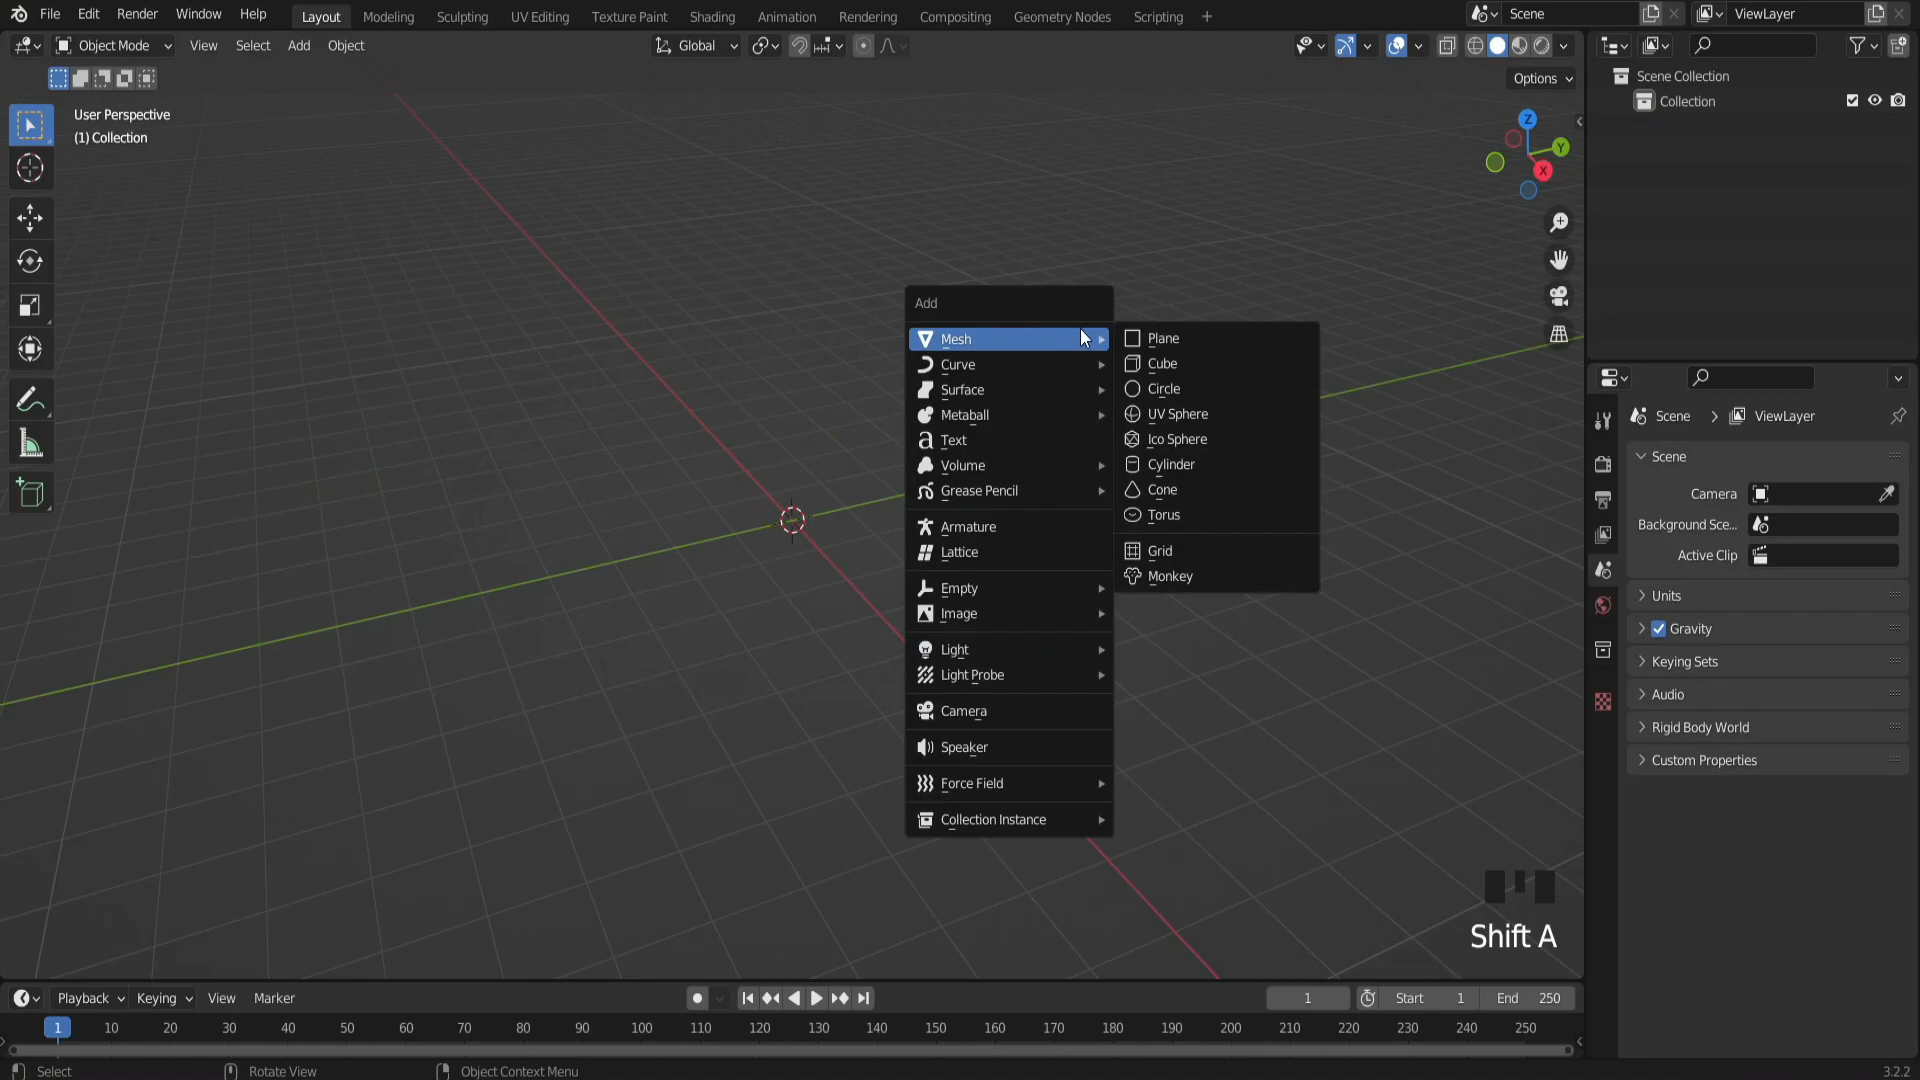 File Edit Render Window Help Layout Modeling Sculpting UV Editing Texture Paint Shading Animation Rendering Compositing Geometry Nodes Scripting + Scene ViewLayer
Object Mode View Select Add Object Global
Options
User Perspective
(1) Collection
Z
Y
X
Add
Mesh
Curve
Surface
Metaball
Text
Volume
Grease Pencil
Armature
Lattice
Empty
Image
Light
Light Probe
Camera
Speaker
Force Field
Collection Instance
Plane
Cube
Circle
UV Sphere
Ico Sphere
Cylinder
Cone
Torus
Grid
Monkey
Shift A
Scene Collection
Collection
Scene > ViewLayer
Scene
Camera
Background Sce...
Active Clip
Units
Gravity
Keying Sets
Audio
Rigid Body World
Custom Properties
Playback Keying View Marker 1 Start 1 End 250
1 10 20 30 40 50 60 70 80 90 100 110 120 130 140 150 160 170 180 190 200 210 220 230 240 250
Select Rotate View Object Context Menu 3.2.2